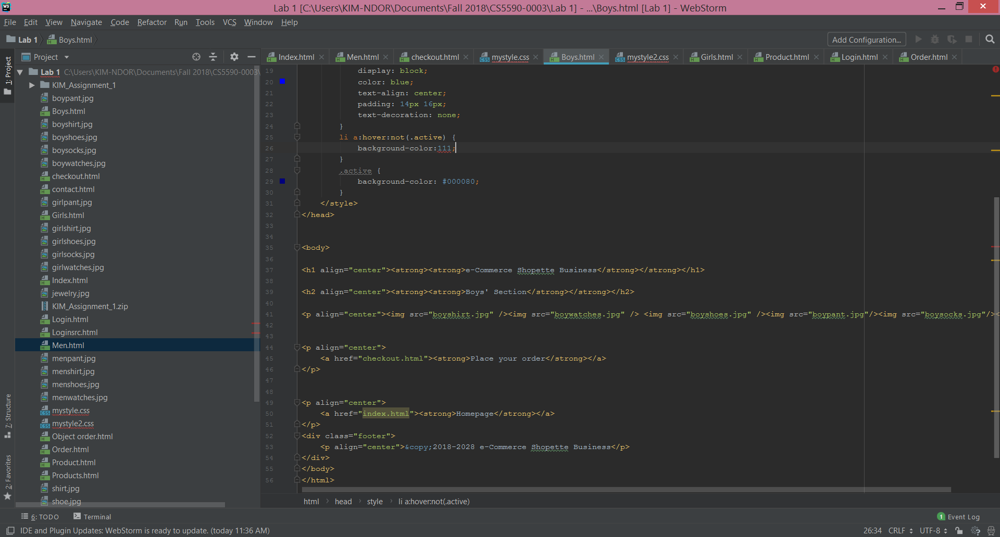 WS
Lab 1 [C:\Users\KIM-NDOR\Documents\Fall 2018\CS5590-0003\Lab 1] - ...\Boys.html [Lab 1] - WebStorm
File Edit View Navigate Code Refactor Run Tools VCS Window Help
Lab 1 Boys.html Add Configuration...
Project
Index.html Men.html checkout.html mystyle.css Boys.html mystyle2.css Girls.html Product.html Login.html Order.html
1: Project
7: Structure
2: Favorites
Lab 1 C:\Users\KIM-NDOR\Documents\Fall 2018\CS5590-0003\
KIM_Assignment_1
boypant.jpg
Boys.html
boyshirt.jpg
boyshoes.jpg
boysocks.jpg
boywatches.jpg
checkout.html
contact.html
girlpant.jpg
Girls.html
girlshirt.jpg
girlshoes.jpg
girlsocks.jpg
girlwatches.jpg
Index.html
jewelry.jpg
KIM_Assignment_1.zip
Login.html
Loginsrc.html
Men.html
menpant.jpg
menshirt.jpg
menshoes.jpg
menwatches.jpg
mystyle.css
mystyle2.css
Object order.html
Order.html
Product.html
Products.html
shirt.jpg
shoe.jpg
19 display: block;
20 color: blue;
21 text-align: center;
22 padding: 14px 16px;
23 text-decoration: none;
24 }
25 li a:hover:not(.active) {
26 background-color:111;
27 }
28 .active {
29 background-color: #000080;
30 }
31 </style>
32 </head>
33
34
35 <body>
36
37 <h1 align="center"><strong><strong>e-Commerce Shopette Business</strong></strong></h1>
38
39 <h2 align="center"><strong><strong>Boys' Section</strong></strong></h2>
40
41 <p align="center"><img src="boyshirt.jpg" /><img src="boywatches.jpg" /> <img src="boyshoes.jpg" /><img src="boypant.jpg"/><img src="boysocks.jpg"/><
42
43
44 <p align="center">
45 <a href="checkout.html"><strong>Place your order</strong></a>
46 </p>
47
48
49 <p align="center">
50 <a href="index.html"><strong>Homepage</strong></a>
51 </p>
52 <div class="footer">
53 <p align="center">&copy;2018-2028 e-Commerce Shopette Business</p>
54 </div>
55 </body>
56 </html>
html head style li a:hover:not(.active)
6: TODO Terminal 1 Event Log
IDE and Plugin Updates: WebStorm is ready to update. (today 11:36 AM) 26:34 CRLF UTF-8